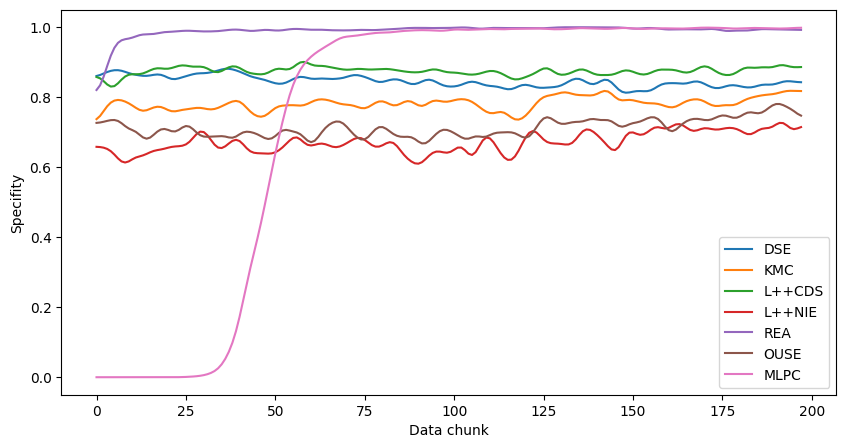 1.0
0.8
0.6
0.4
0.2
0.0
Specifity
0
25
50
75
100
125
150
175
200
Data chunk
DSE
KMC
L++CDS
L++NIE
REA
OUSE
MLPC